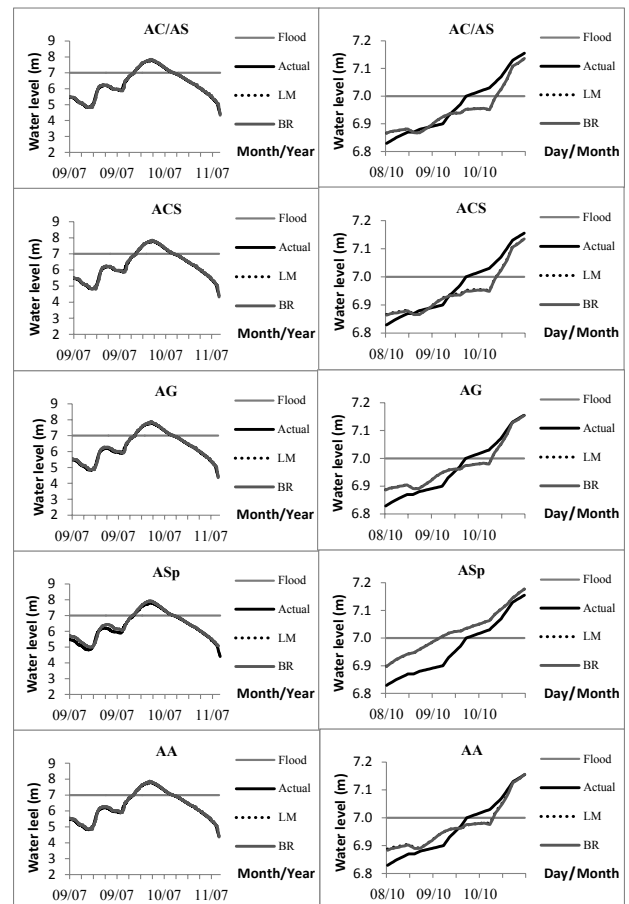 AC/AS
9
8
7
6
5
4
3
2
Water level (m)
09/07 09/07 10/07 11/07
Flood
Actual
LM
BR
Month/Year
AC/AS
7.2
7.1
7.0
6.9
6.8
Water level (m)
08/10 09/10 10/10
Flood
Actual
LM
BR
Day/Month
ACS
9
8
7
6
5
4
3
2
Water level (m)
09/07 09/07 10/07 11/07
Flood
Actual
LM
BR
Month/Year
ACS
7.2
7.1
7.0
6.9
6.8
Water level (m)
08/10 09/10 10/10
Flood
Actual
LM
BR
Day/Month
AG
9
8
7
6
5
4
3
2
1
Water level (m)
09/07 09/07 10/07 11/07
Flood
Actual
LM
BR
Month/Year
AG
7.2
7.1
7.0
6.9
6.8
Water level (m)
08/10 09/10 10/10
Flood
Actual
LM
BR
Day/Month
ASp
9
8
7
6
5
4
3
2
Water level (m)
09/07 09/07 10/07 11/07
Flood
Actual
LM
BR
Month/Year
ASp
7.2
7.1
7.0
6.9
6.8
Water level (m)
08/10 09/10 10/10
Flood
Actual
LM
BR
Day/Month
AA
9
8
7
6
5
4
3
2
Water leel (m)
09/07 09/07 10/07 11/07
Flood
Actual
LM
BR
Month/Year
AA
7.2
7.1
7.0
6.9
6.8
Water level (m)
08/10 09/10 10/10
Flood
Actual
LM
BR
Day/Month